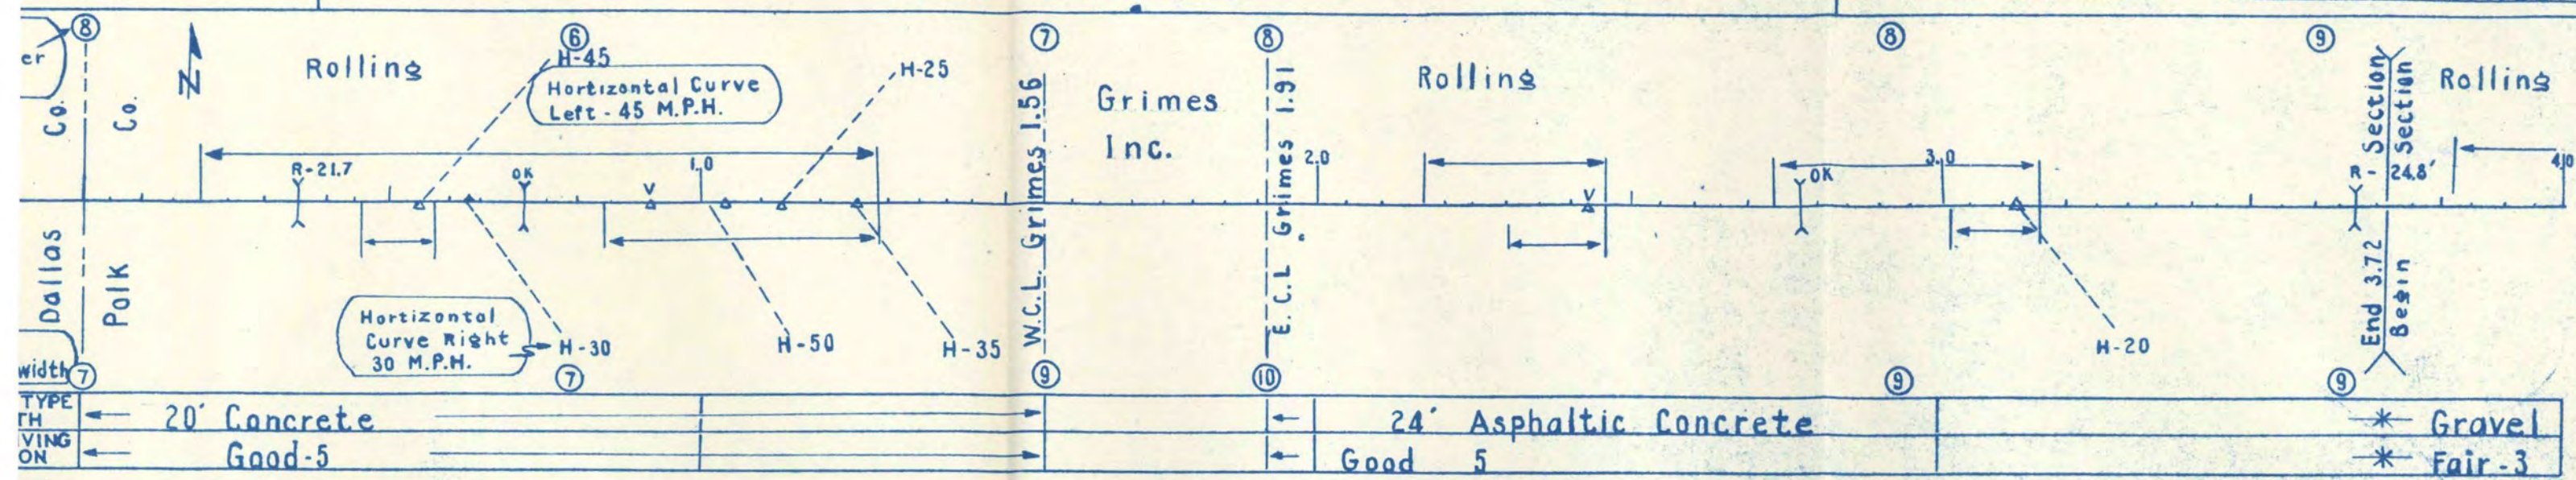 ⑧
er
Co.
Co.
N
Rolling
⑥
H-45
Hortizontal Curve
Left - 45 M.P.H.
H-25
⑦
W.C.L. Grimes 1.56
Grimes
Inc.
⑧
E.C.L Grimes 1.91
Rolling
⑧
⑨
R - Section
Section
24.8'
Rolling
R-21.7
OK
V
1.0
2.0
V
OK
3.0
4.0
Dallas
Polk
Hortizontal
Curve Right
30 M.P.H.
H-30
H-50
H-35
H-20
End 3.72
Begin
width
⑦
⑦
⑨
⑩
⑨
⑨
TYPE
TH
20' Concrete
24' Asphaltic Concrete
Gravel
VING
ON
Good-5
Good 5
Fair-3